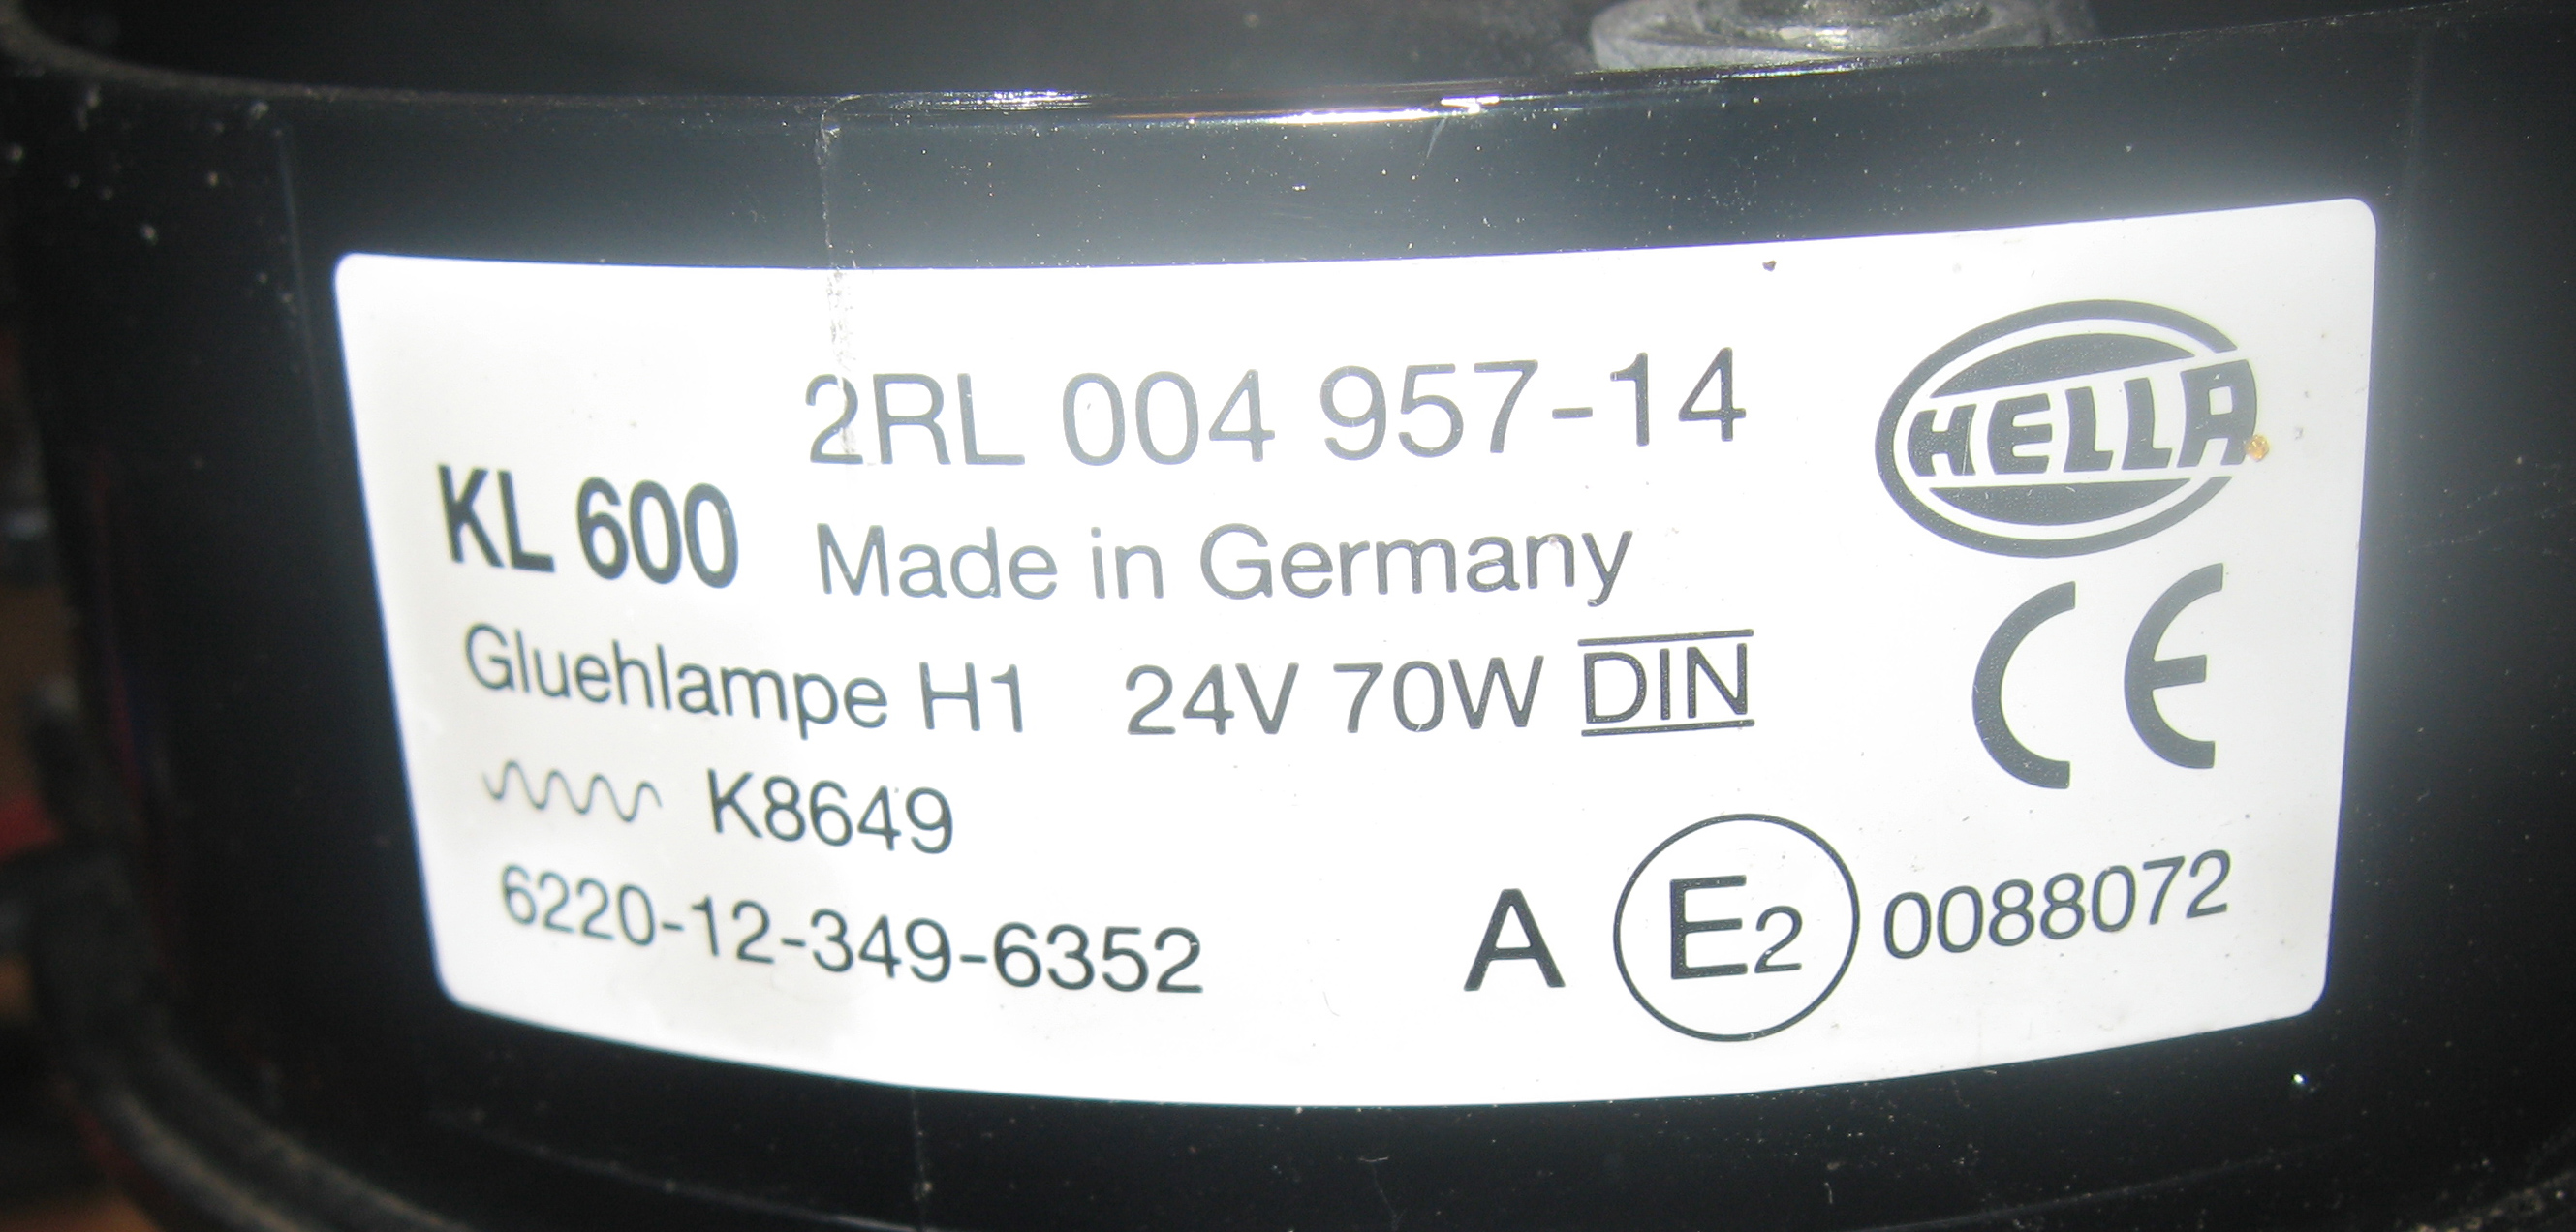 2RL 004 957-14
HELLA
KL 600 Made in Germany
Gluehlampe H1 24V 70W DIN
CE
K8649
6220-12-349-6352
A E2 0088072